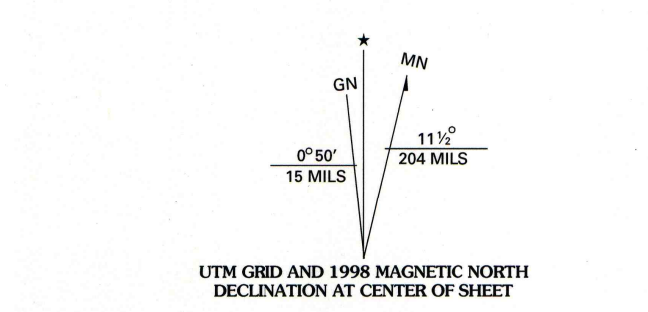 ★
MN
GN
11½°
0°50′
204 MILS
15 MILS
UTM GRID AND 1998 MAGNETIC NORTH
DECLINATION AT CENTER OF SHEET